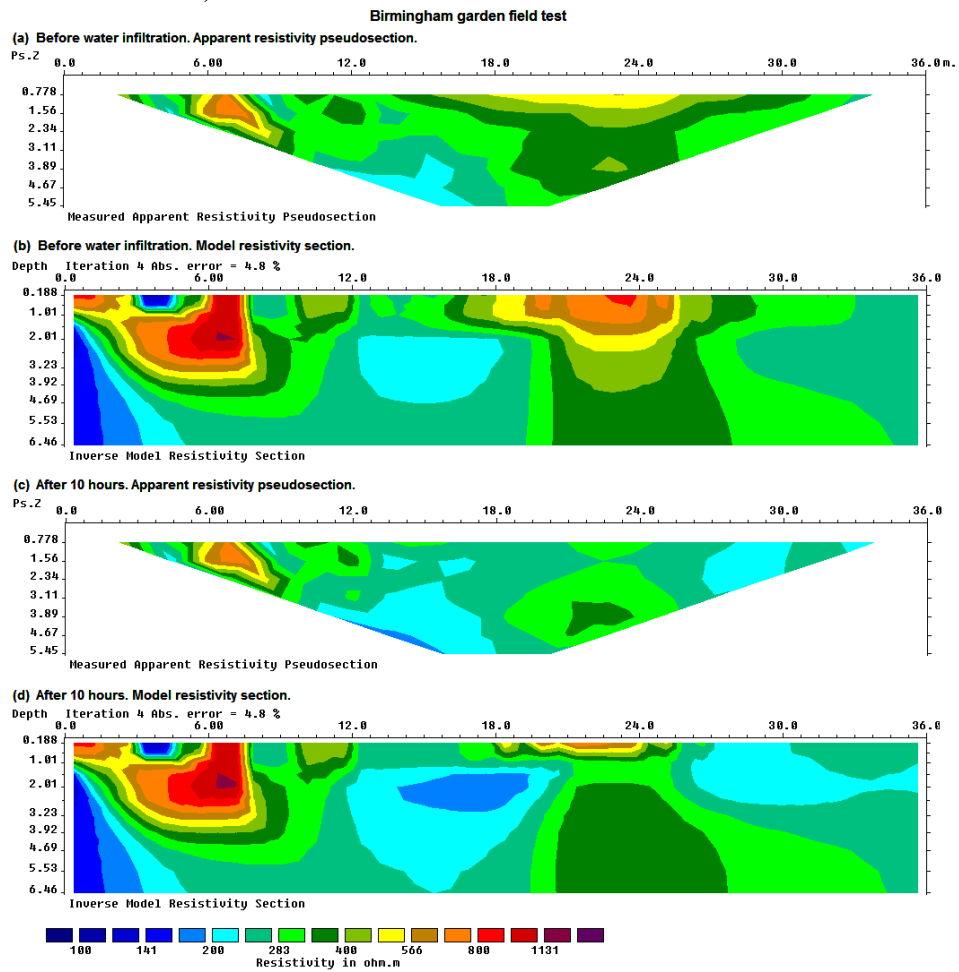 Birmingham garden field test
(a) Before water infiltration. Apparent resistivity pseudosection.
Ps.Z
0.0 6.00 12.0 18.0 24.0 30.0 36.0 m.
0.778
1.56
2.34
3.11
3.89
4.67
5.45
Measured Apparent Resistivity Pseudosection
(b) Before water infiltration. Model resistivity section.
Depth Iteration 4 Abs. error = 4.8 %
0.0 6.00 12.0 18.0 24.0 30.0 36.0
0.188
1.01
2.01
3.23
3.92
4.69
5.53
6.46
Inverse Model Resistivity Section
(c) After 10 hours. Apparent resistivity pseudosection.
Ps.Z
0.0 6.00 12.0 18.0 24.0 30.0 36.0
0.778
1.56
2.34
3.11
3.89
4.67
5.45
Measured Apparent Resistivity Pseudosection
(d) After 10 hours. Model resistivity section.
Depth Iteration 4 Abs. error = 4.8 %
0.0 6.00 12.0 18.0 24.0 30.0 36.0
0.188
1.01
2.01
3.23
3.92
4.69
5.53
6.46
Inverse Model Resistivity Section
100 141 200 283 400 566 800 1131
Resistivity in ohm.m